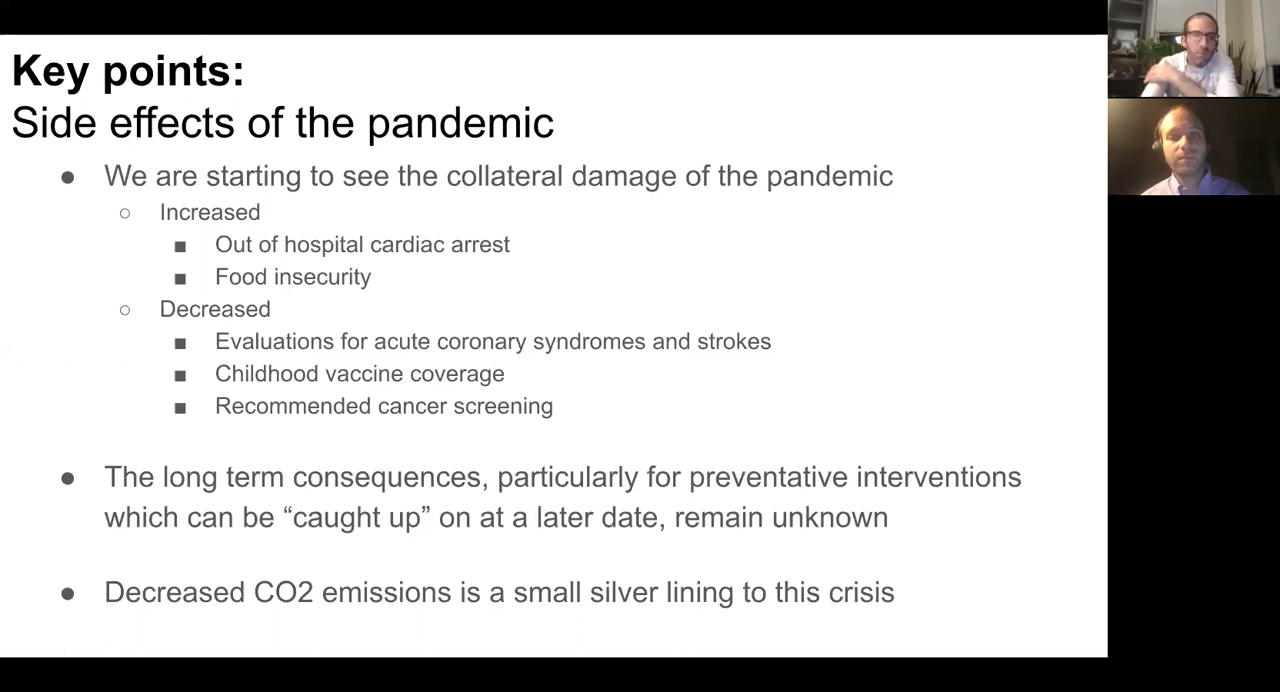 Key points:
Side effects of the pandemic
● We are starting to see the collateral damage of the pandemic
○ Increased
■ Out of hospital cardiac arrest
■ Food insecurity
○ Decreased
■ Evaluations for acute coronary syndromes and strokes
■ Childhood vaccine coverage
■ Recommended cancer screening
● The long term consequences, particularly for preventative interventions
which can be “caught up” on at a later date, remain unknown
● Decreased CO2 emissions is a small silver lining to this crisis